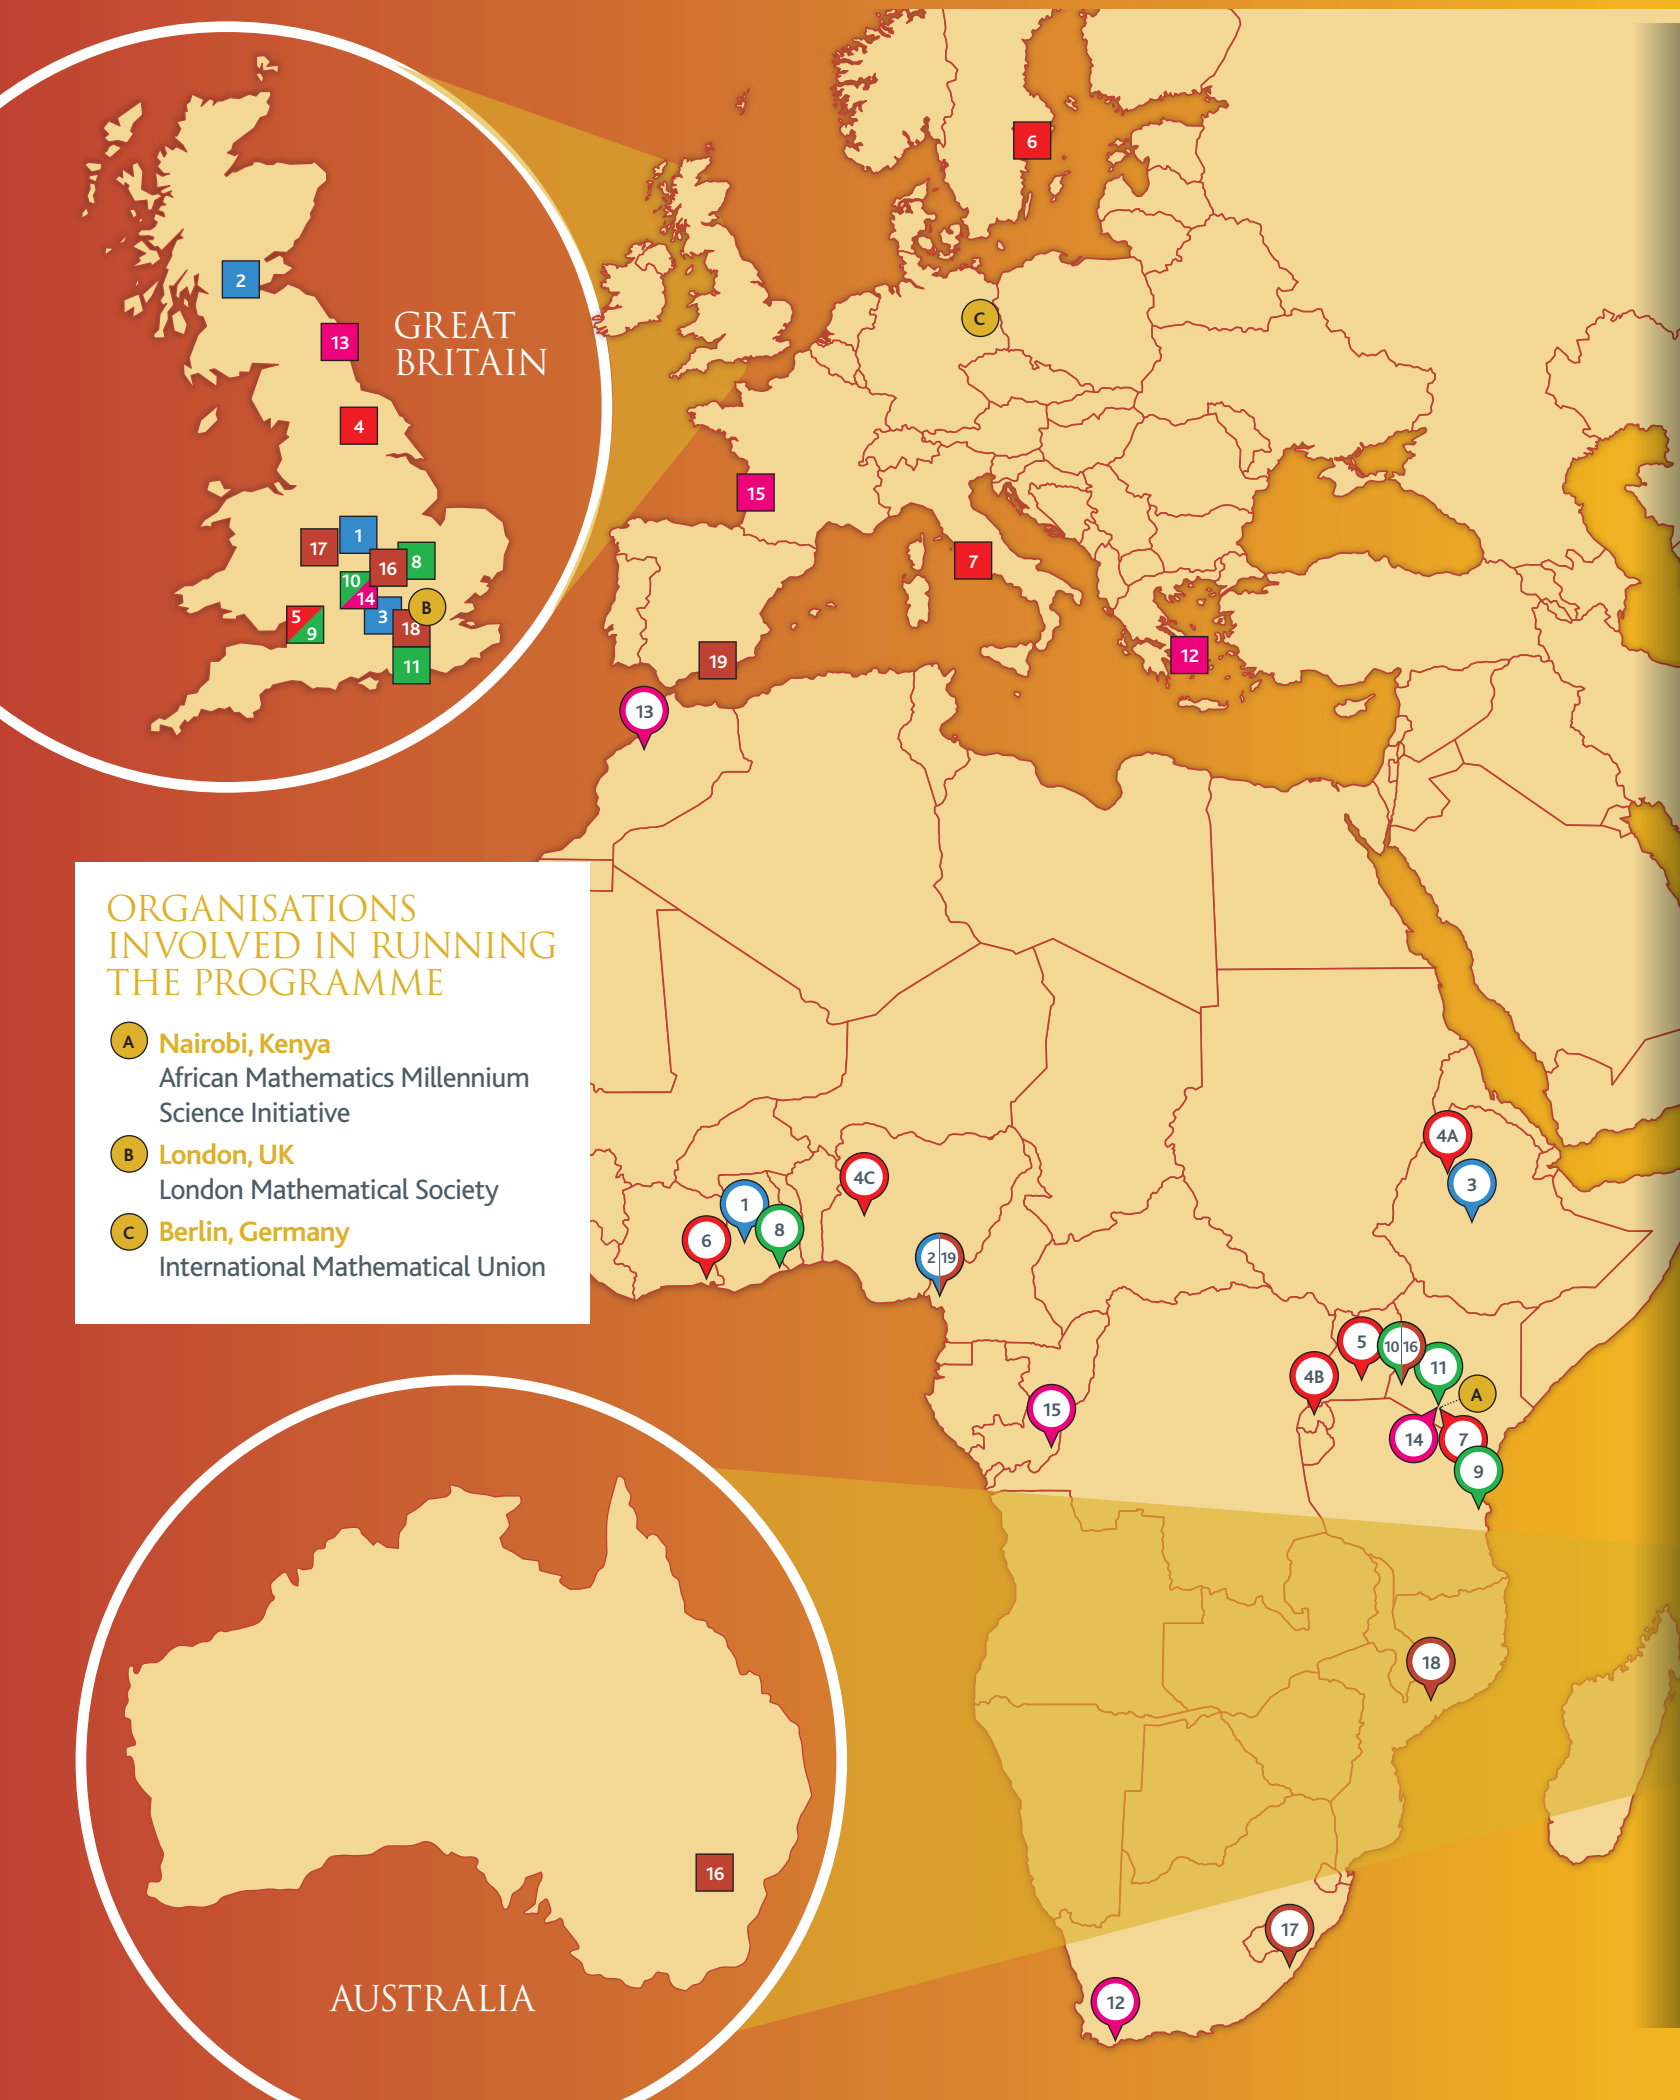 6
2
GREAT
BRITAIN
13
C
4
15
17
1
16
8
7
10
14
3
B
18
5
9
11
12
19
13
ORGANISATIONS
INVOLVED IN RUNNING
THE PROGRAMME
A Nairobi, Kenya
African Mathematics Millennium
Science Initiative
B London, UK
London Mathematical Society
C Berlin, Germany
International Mathematical Union
4A
3
4C
1
8
6
2 19
5
10 16
11
4B
A
15
14
7
9
18
16
17
AUSTRALIA
12